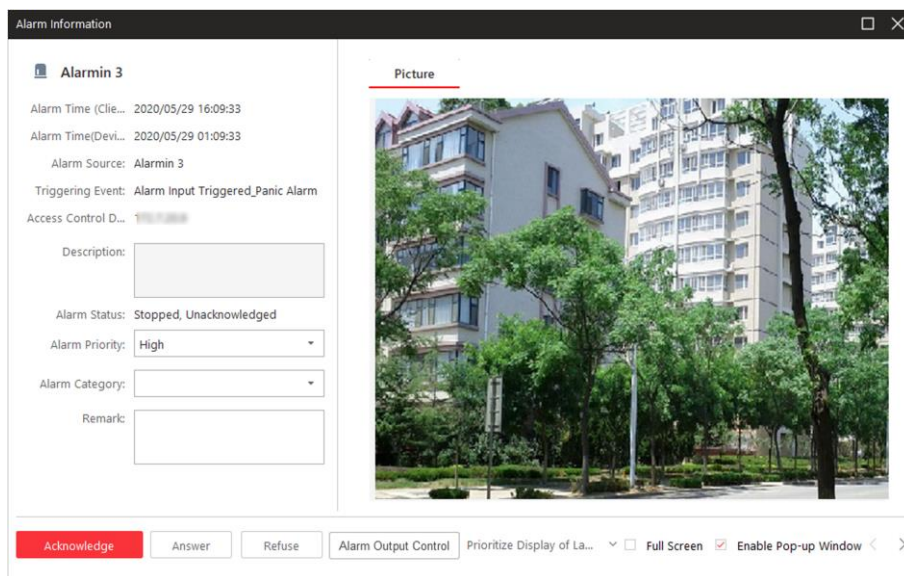 Alarm Information
Alarmin 3
Alarm Time (Clie... 2020/05/29 16:09:33
Alarm Time(Devi... 2020/05/29 01:09:33
Alarm Source: Alarmin 3
Triggering Event: Alarm Input Triggered_Panic Alarm
Access Control D...
Description:
Alarm Status: Stopped, Unacknowledged
Alarm Priority: High
Alarm Category:
Remark:
Picture
Acknowledge Answer Refuse Alarm Output Control Prioritize Display of La... Full Screen Enable Pop-up Window